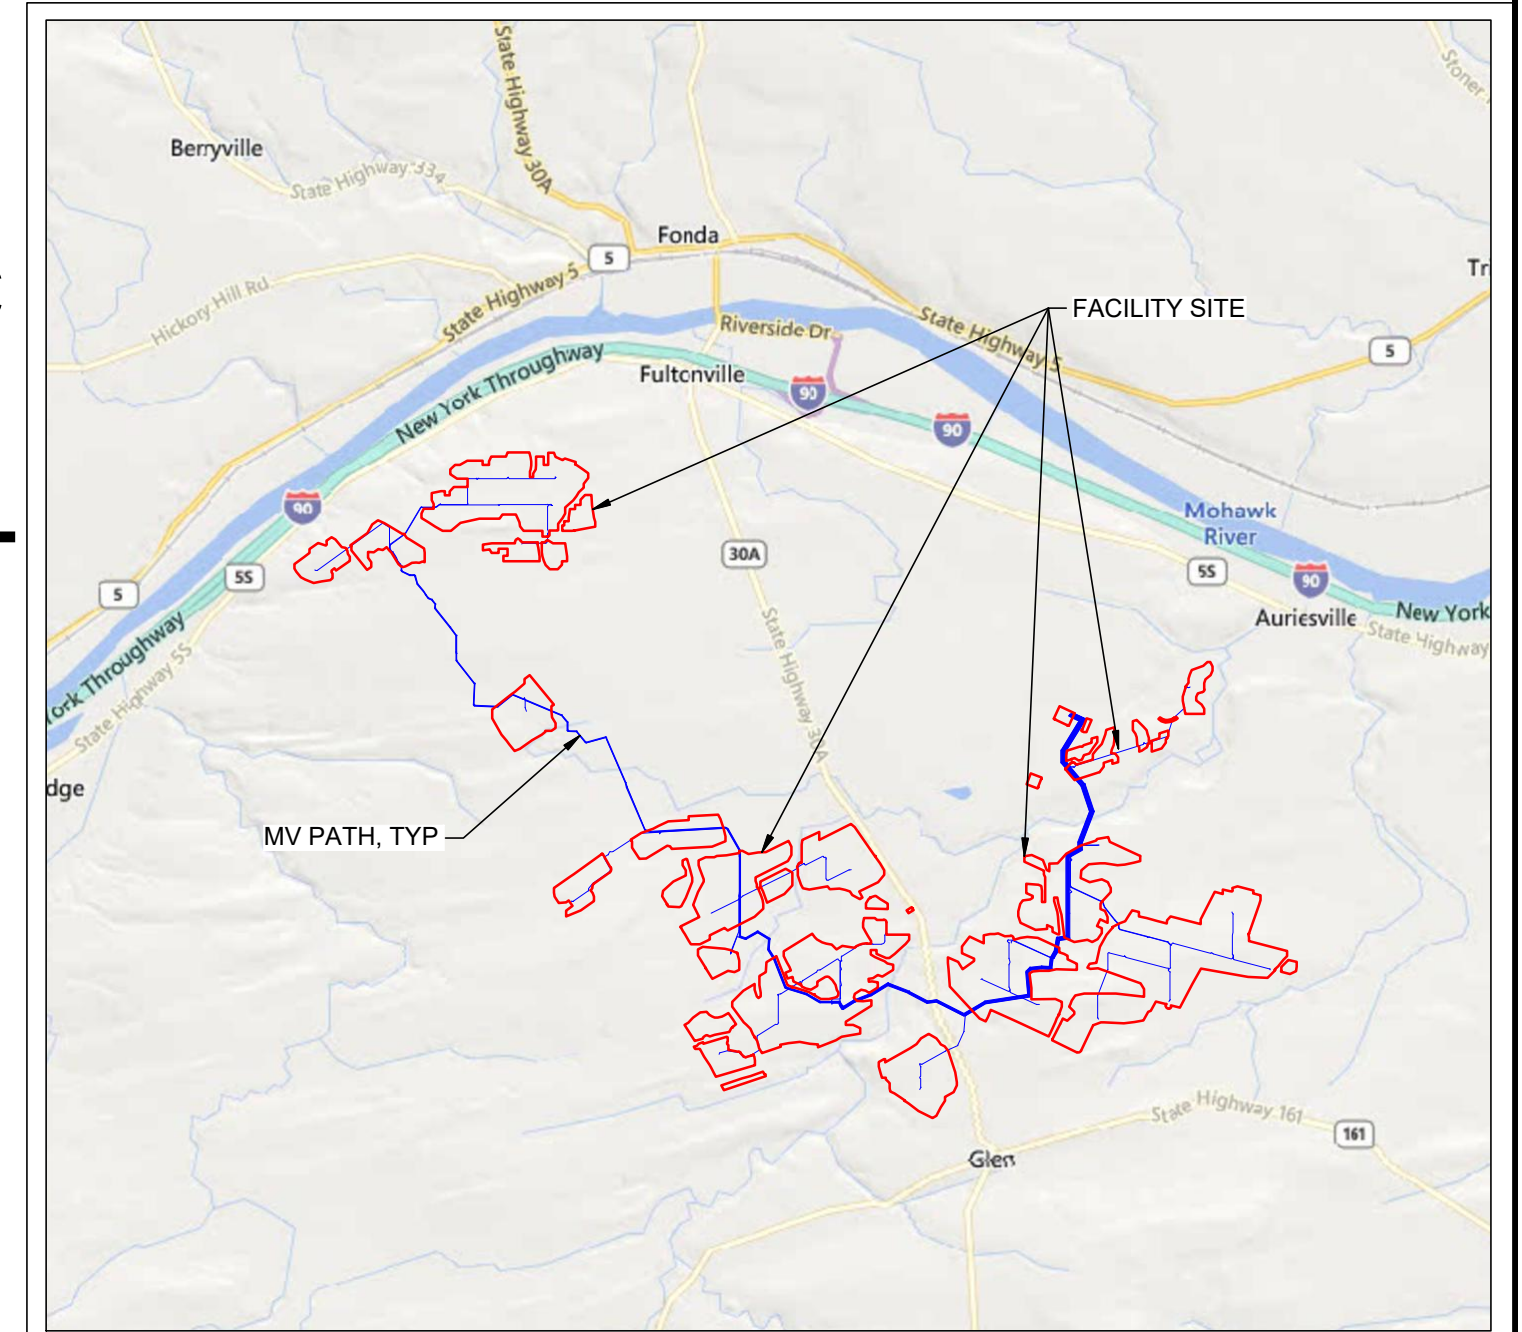 State Highway 30A
Stoner
Berryville
State Highway 334
Fonda
5
Tri
Hickory Hill Rd
State Highway 5
FACILITY SITE
Riverside Dr
State Highway 5
5
New York Throughway
Fultonville
90
90
90
Mohawk
River
30A
5S
5S
90
5
Auriesville
New York
State Highway
York Throughway
State Highway 5S
State Highway 30A
dge
MV PATH, TYP
State Highway 161
161
Glen